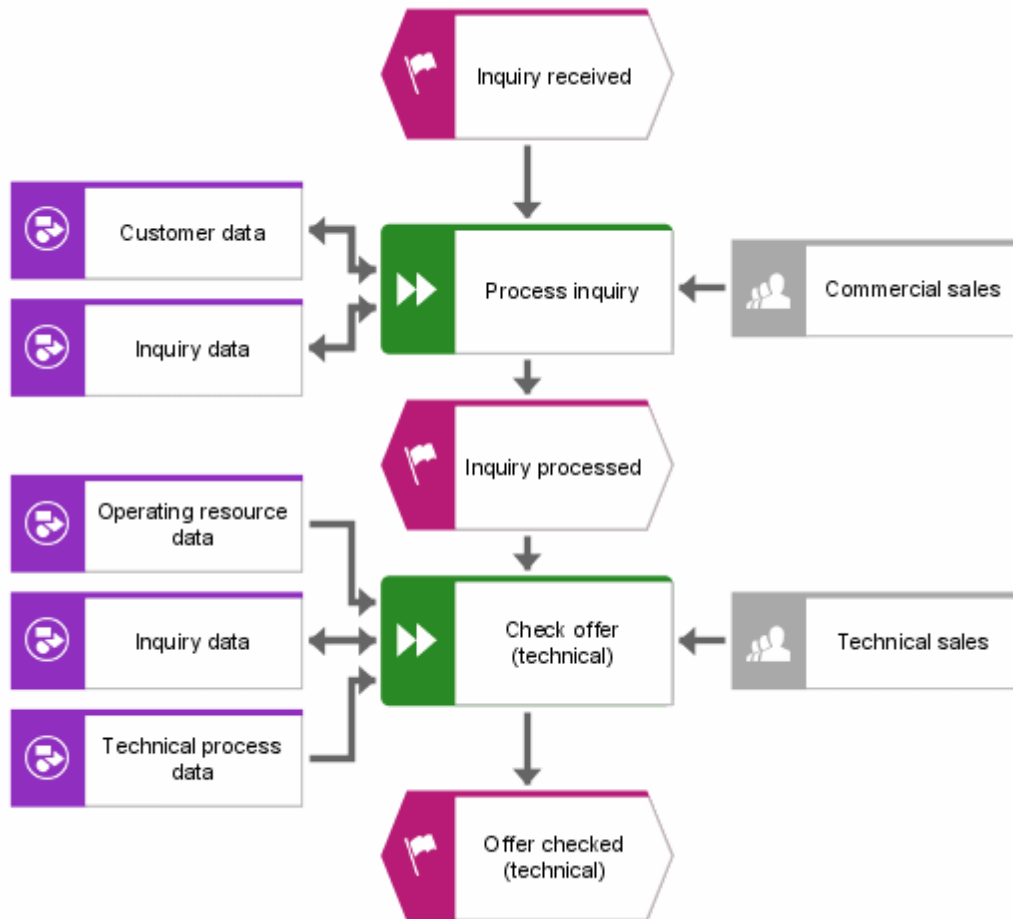 Inquiry received
Customer data
Process inquiry
Commercial sales
Inquiry data
Inquiry processed
Operating resource
data
Inquiry data
Check offer
(technical)
Technical sales
Technical process
data
Offer checked
(technical)